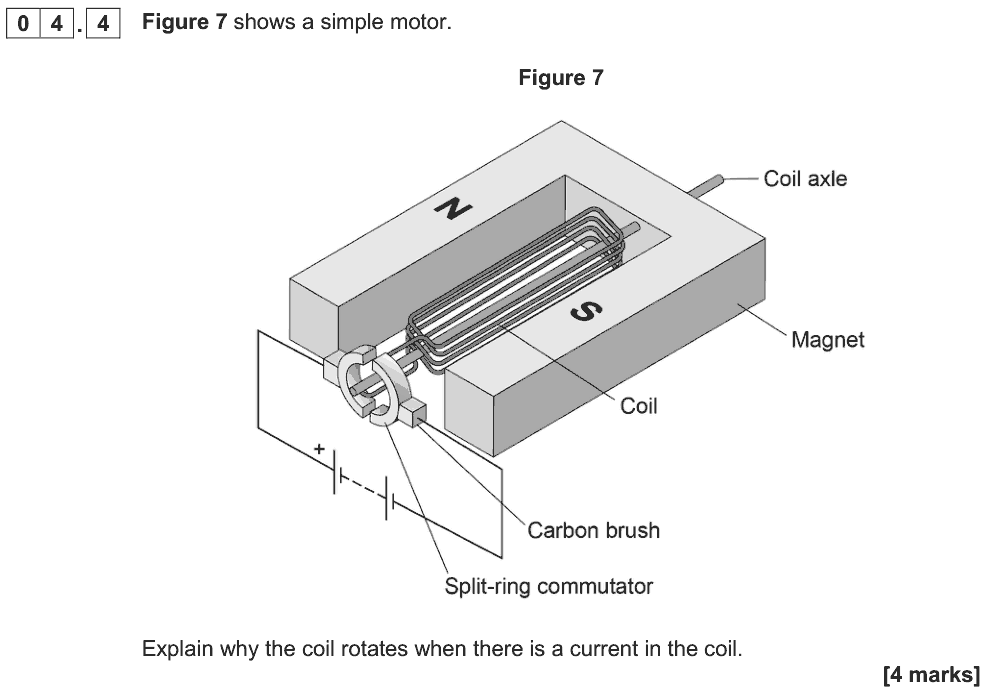 0 4 . 4 Figure 7 shows a simple motor.
Figure 7
Coil axle
N
S
Magnet
Coil
+
Carbon brush
Split-ring commutator
Explain why the coil rotates when there is a current in the coil.
[4 marks]